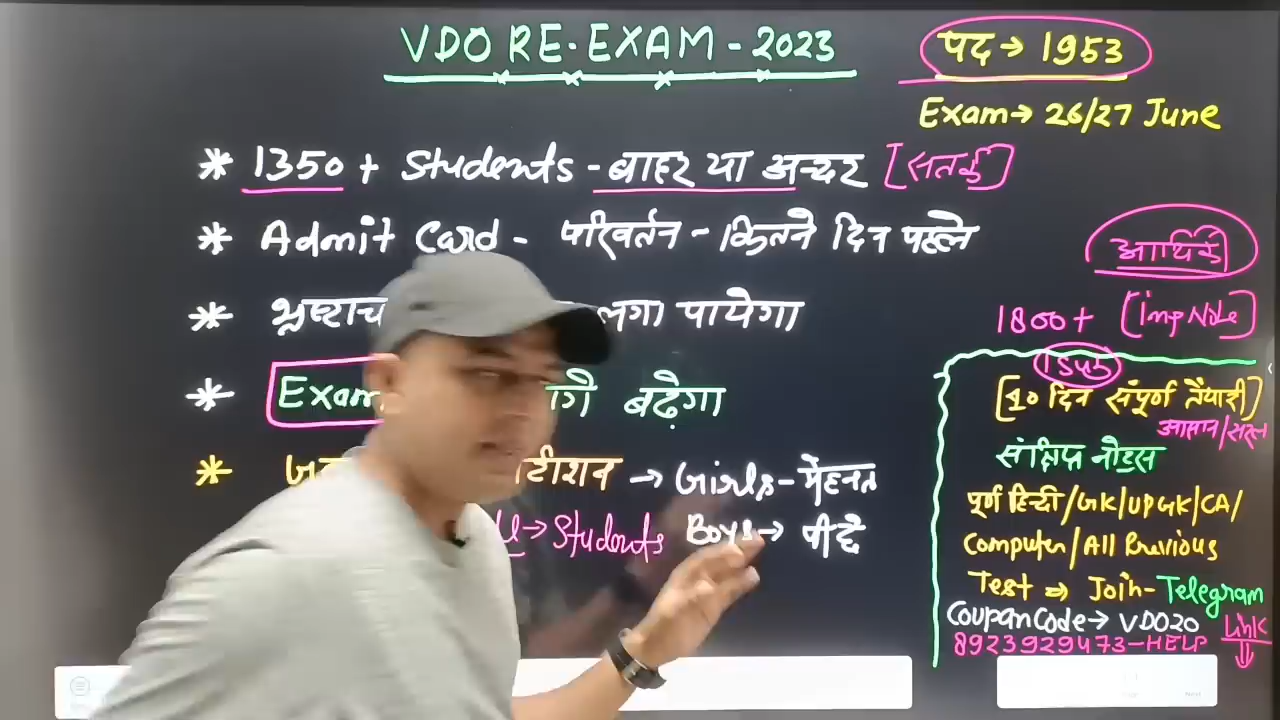 VDO RE-EXAM-2023
पद→ 1953
Exam→ 26/27 June
* 1350+ Students - बाहर या अन्दर [सतर्क]
* Admit Card - परिवर्तन - कितने दिन पहले
आर्थिक
* भ्रष्टाच लगा पायेगा
1800+ [Imp Note]
* Exam गे बढ़ेगा
[10 दिन संपूर्ण तैयारी]
आसान/सरल
संक्षिप्त नोट्स
* टिशन → Girls - मेहनत
→Students Boys→ पीछे
पूर्ण हिन्दी/GK/UPGK/CA/
Computer/All Previous
Test ⇒ Join-Telegram
Coupan Code→ VDO20
8923929473-HELP Link